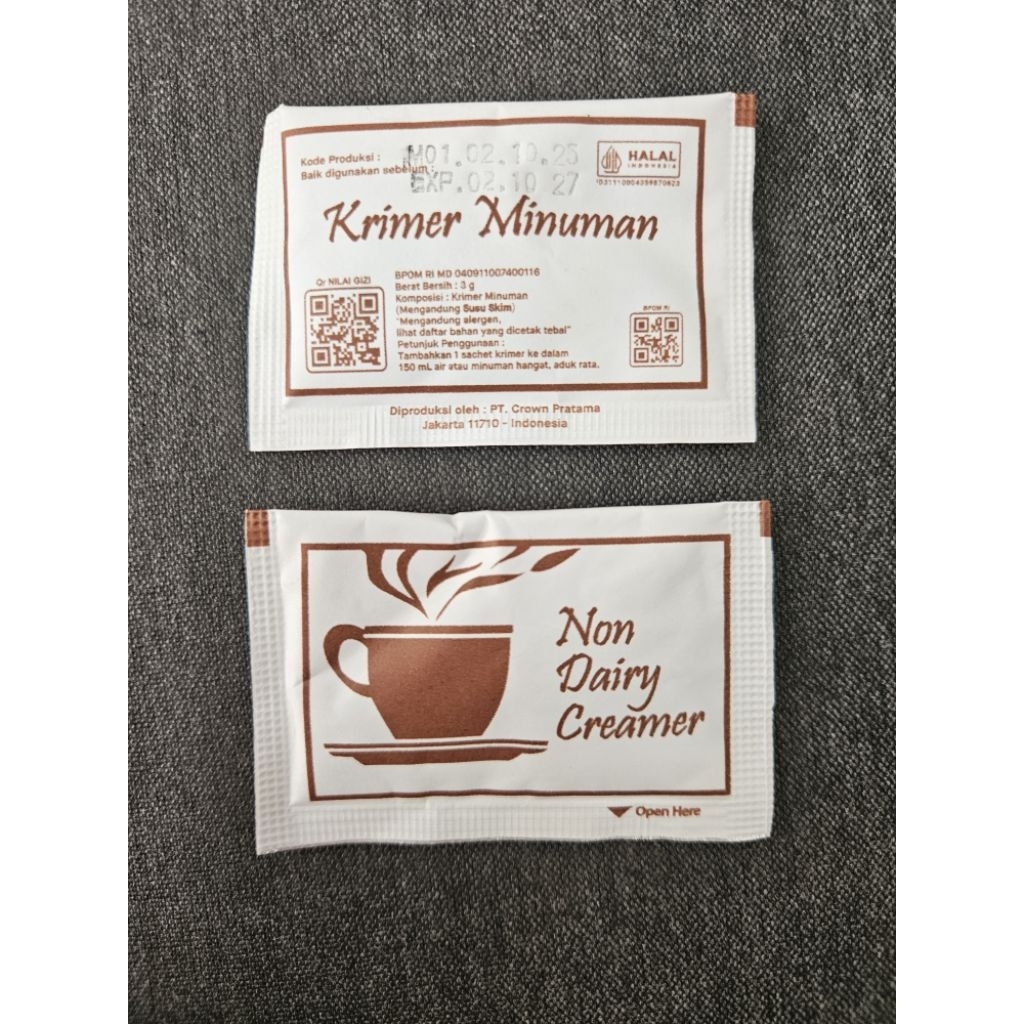 Kode Produksi : M01.02.10.25
Baik digunakan sebelum : EXP.02.10 27
HALAL
INDONESIA
Krimer Minuman
Qr NILAI GIZI
BPOM RI MD 040911007400116
Berat Bersih : 3 g
Komposisi : Krimer Minuman
(Mengandung Susu Skim)
"Mengandung alergen,
lihat daftar bahan yang dicetak tebal"
Petunjuk Penggunaan :
Tambahkan 1 sachet krimer ke dalam
150 mL air atau minuman hangat, aduk rata.
BPOM RI
Diproduksi oleh : PT. Crown Pratama
Jakarta 11710 - Indonesia
Non
Dairy
Creamer
Open Here